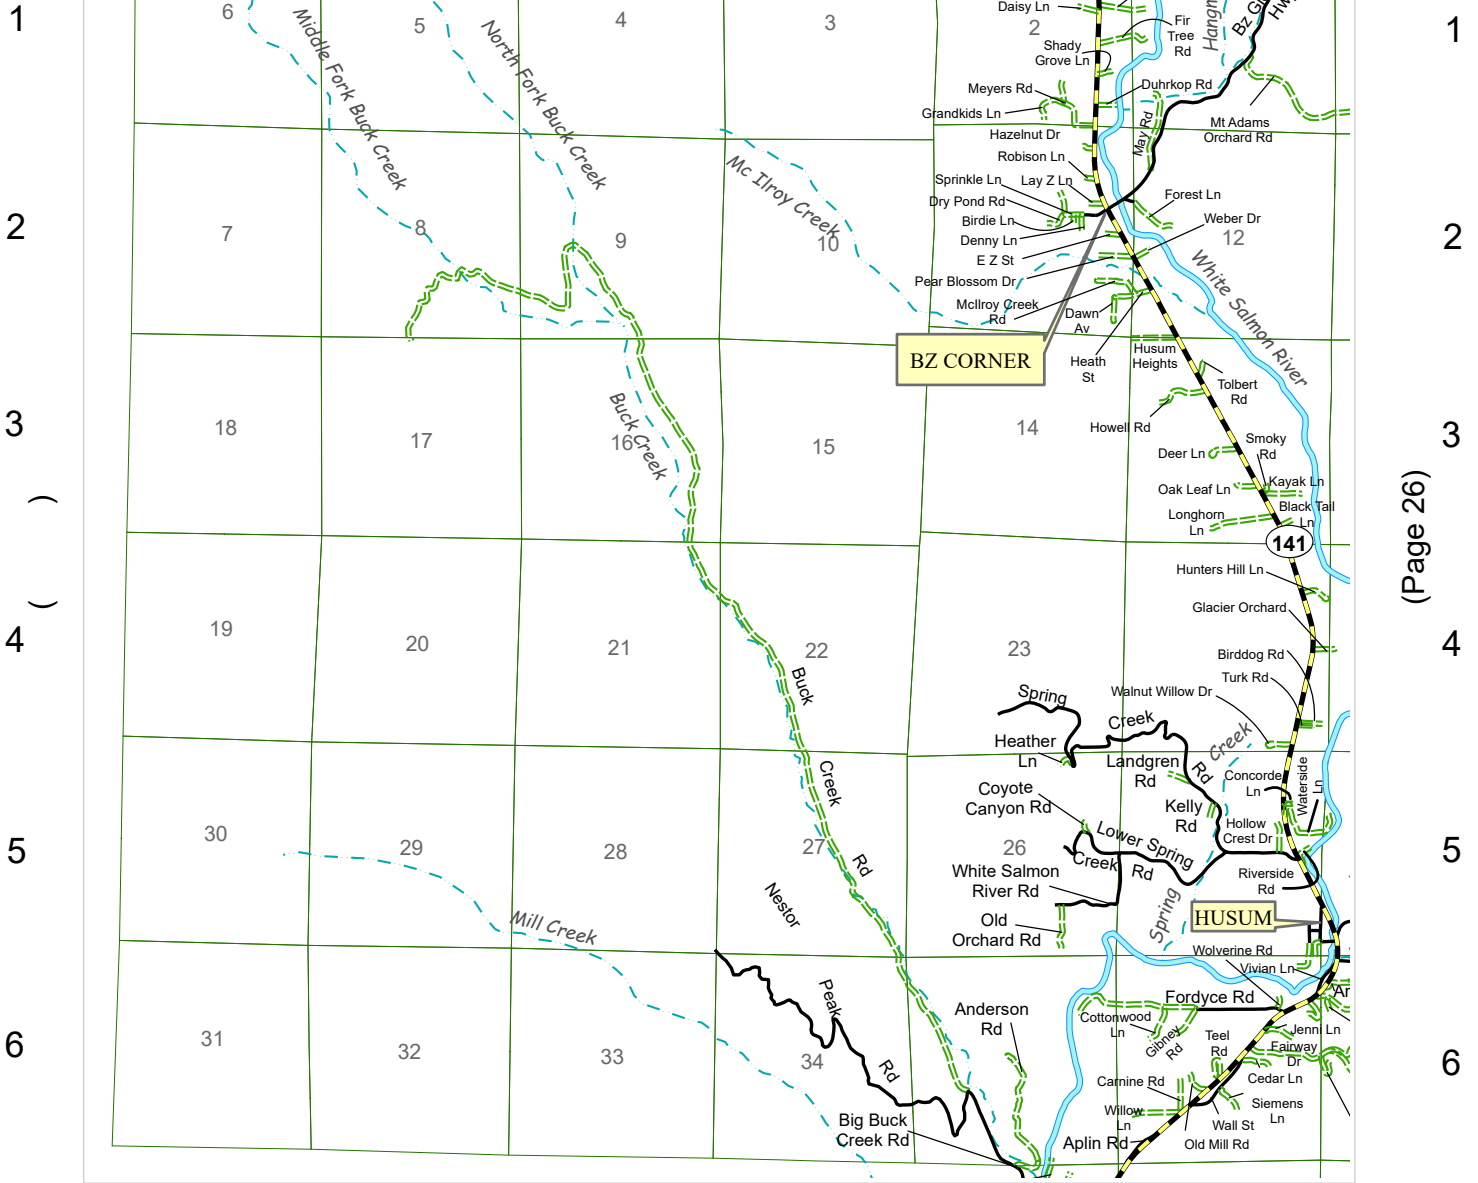 1
2
3
4
5
6
( )
1
2
3
4
5
6
(Page 26)
6
5
4
3
2
7
8
9
10
12
18
17
16
15
14
19
20
21
22
23
30
29
28
27
26
31
32
33
34
Middle Fork Buck Creek
North Fork Buck Creek
Mc Ilroy Creek
Buck Creek
White Salmon River
Mill Creek
Spring
Creek
Daisy Ln
Fir
Tree
Rd
Shady
Grove Ln
Meyers Rd
Duhrkop Rd
Grandkids Ln
Mt Adams
Orchard Rd
Hazelnut Dr
May Rd
Robison Ln
Sprinkle Ln
Lay Z Ln
Dry Pond Rd
Forest Ln
Birdie Ln
Weber Dr
Denny Ln
E Z St
Pear Blossom Dr
McIlroy Creek
Rd
Dawn
Av
BZ CORNER
Heath
St
Husum
Heights
Tolbert
Rd
Howell Rd
Deer Ln
Smoky
Rd
Oak Leaf Ln
Kayak Ln
Longhorn
Ln
Black Tail
Ln
141
Hunters Hill Ln
Glacier Orchard
Birddog Rd
Turk Rd
Walnut Willow Dr
Spring
Creek
Rd
Heather
Ln
Landgren
Rd
Concorde
Ln
Waterside
Ln
Coyote
Canyon Rd
Kelly
Rd
Hollow
Crest Dr
Lower Spring
Creek Rd
White Salmon
River Rd
Riverside
Rd
HUSUM
Old
Orchard Rd
Wolverine Rd
Vivian Ln
Buck
Creek
Rd
Nestor
Peak
Rd
Anderson
Rd
Fordyce Rd
Cottonwood
Ln
Gibney
Rd
Teel
Rd
Jenni Ln
Fairway
Dr
Carnine Rd
Cedar Ln
Willow
Ln
Siemens
Ln
Wall St
Old Mill Rd
Aplin Rd
Big Buck
Creek Rd